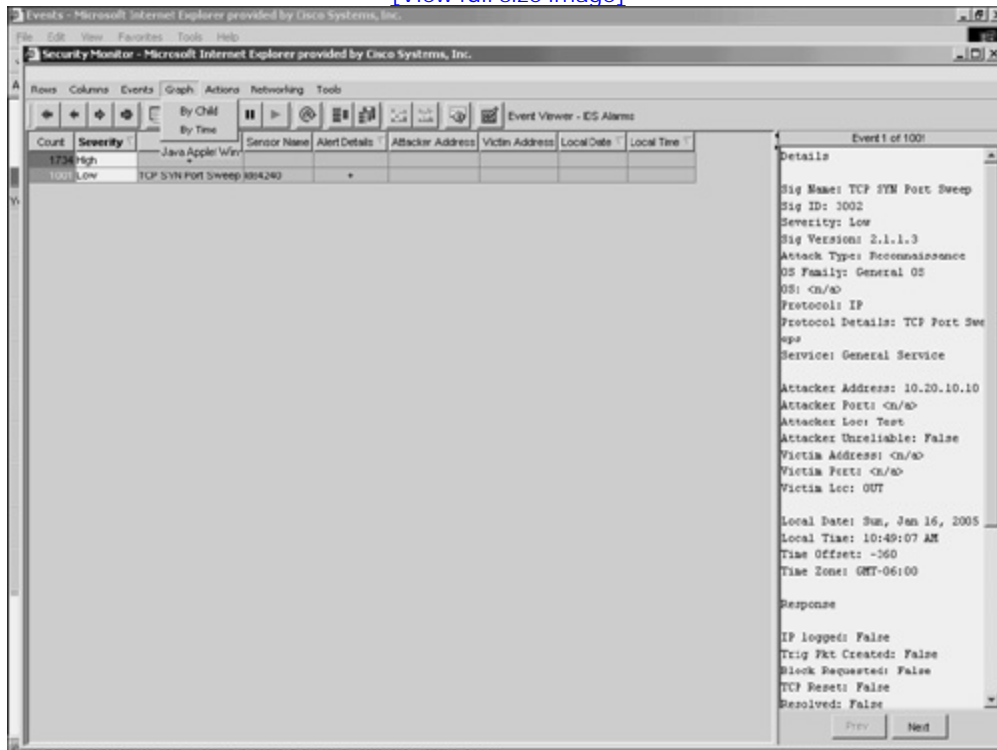 [View full size image]
Events - Microsoft Internet Explorer provided by Cisco Systems, Inc.
File Edit View Favorites Tools Help
Security Monitor - Microsoft Internet Explorer provided by Cisco Systems, Inc.
Rows Columns Events Graph Actions Networking Tools
By Child
By Time
Java Applet Win
Event Viewer - IDS Alarms
Count Severity Sensor Name Alert Details Attacker Address Victim Address Local Date Local Time
1734 High +
1001 Low TCP SYN Port Sweep ids4240 +
Event 1 of 1001
Details
Sig Name: TCP SYN Port Sweep
Sig ID: 3002
Severity: Low
Sig Version: 2.1.1.3
Attack Type: Reconnaissance
OS Family: General OS
OS: <n/a>
Protocol: IP
Protocol Details: TCP Port Swe
eps
Service: General Service
Attacker Address: 10.20.10.10
Attacker Port: <n/a>
Attacker Loc: Test
Attacker Unreliable: False
Victim Address: <n/a>
Victim Port: <n/a>
Victim Loc: OUT
Local Date: Sun, Jan 16, 2005
Local Time: 10:49:07 AM
Time Offset: -360
Time Zone: GMT-06:00
Response
IP logged: False
Trig Pkt Created: False
Block Requested: False
TCP Reset: False
Resolved: False
Prev Next